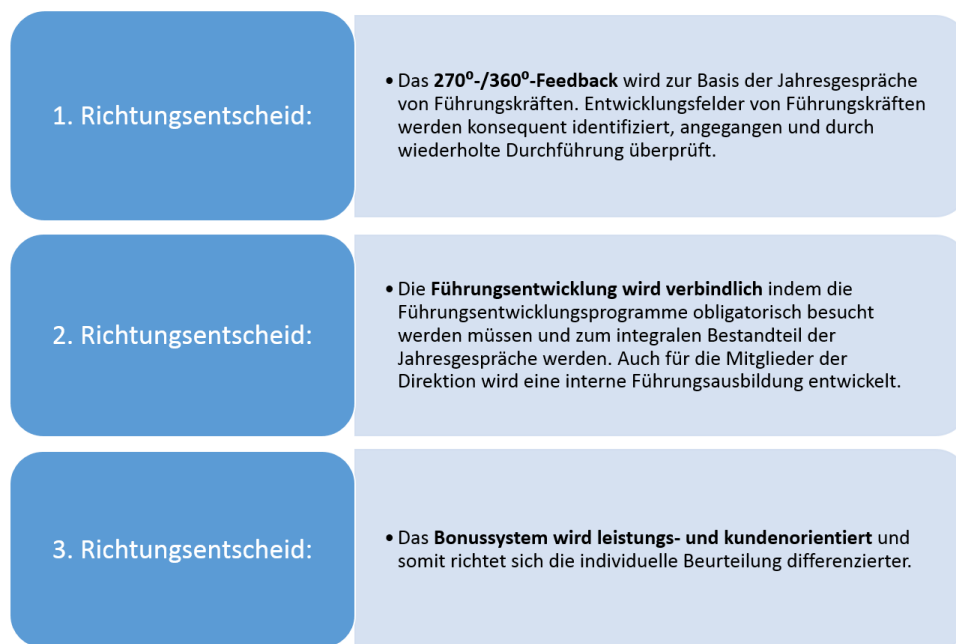 1. Richtungsentscheid:
• Das 270⁰-/360⁰-Feedback wird zur Basis der Jahresgespräche
von Führungskräften. Entwicklungsfelder von Führungskräften
werden konsequent identifiziert, angegangen und durch
wiederholte Durchführung überprüft.
2. Richtungsentscheid:
• Die Führungsentwicklung wird verbindlich indem die
Führungsentwicklungsprogramme obligatorisch besucht
werden müssen und zum integralen Bestandteil der
Jahresgespräche werden. Auch für die Mitglieder der
Direktion wird eine interne Führungsausbildung entwickelt.
3. Richtungsentscheid:
• Das Bonussystem wird leistungs- und kundenorientiert und
somit richtet sich die individuelle Beurteilung differenzierter.